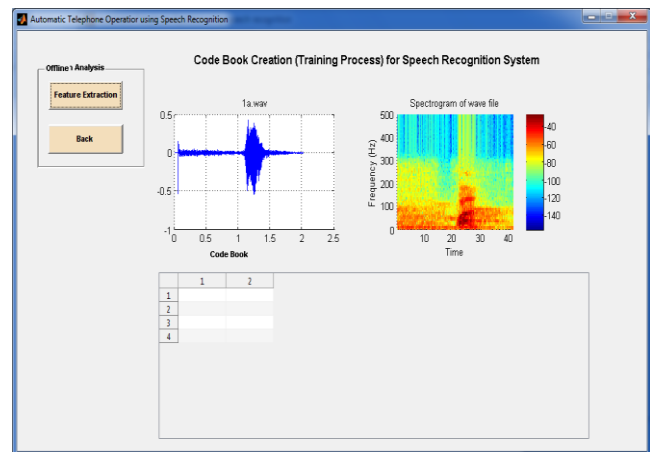 Automatic Telephone Operatior using Speech Recognition
Code Book Creation (Training Process) for Speech Recognition System
Analysis
Feature Extraction
Back
1a.wav
0.5
0
-0.5
-1
0 0.5 1 1.5 2 2.5
Code Book
Spectrogram of wave file
Frequency (Hz)
500
400
300
200
100
0
10 20 30 40
Time
-40
-60
-80
-100
-120
-140
1 2
1
2
3
4